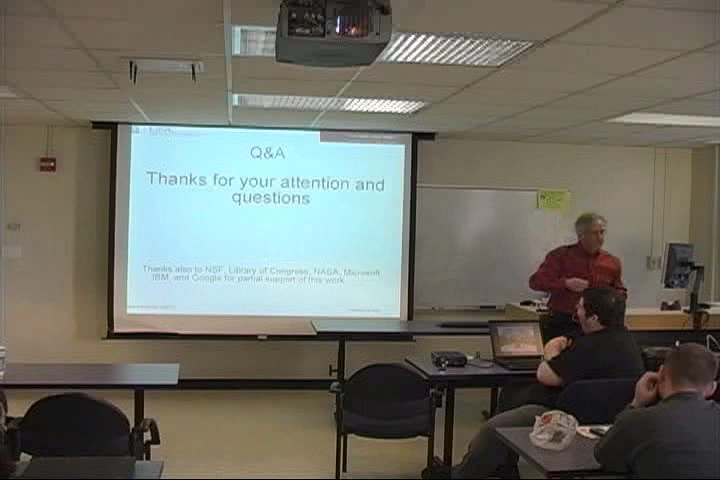 Q&A
Thanks for your attention and
questions
Thanks also to NSF, Library of Congress, NASA, Microsoft,
IBM, and Google for partial support of this work